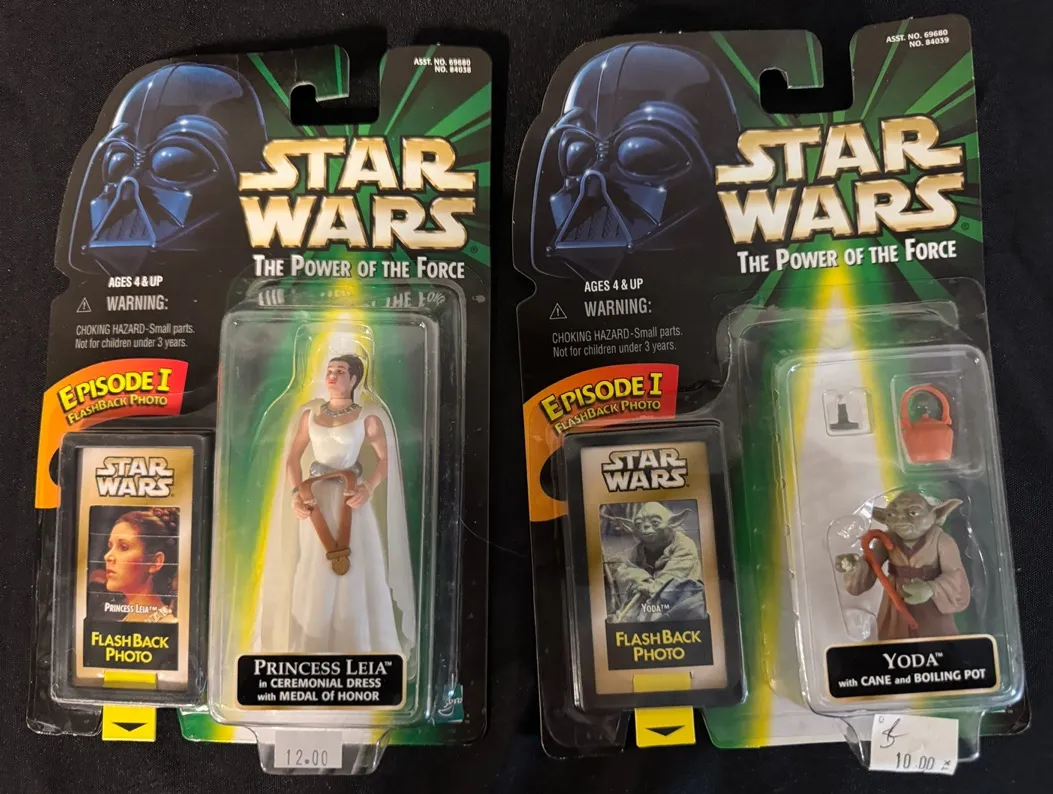 ASST. NO. 69680
NO. 84038
STAR
WARS
®
THE POWER OF THE FORCE
AGES 4 & UP
WARNING:
CHOKING HAZARD-Small parts.
Not for children under 3 years.
EPISODE I
FLASHBACK PHOTO
STAR
WARS
PRINCESS LEIA™
FLASHBACK
PHOTO
PRINCESS LEIA™
in CEREMONIAL DRESS
with MEDAL OF HONOR
12.00
ASST. NO. 69680
NO. 84039
STAR
WARS
®
THE POWER OF THE FORCE
AGES 4 & UP
WARNING:
CHOKING HAZARD-Small parts.
Not for children under 3 years.
EPISODE I
FLASHBACK PHOTO
STAR
WARS
YODA™
FLASHBACK
PHOTO
YODA™
with CANE and BOILING POT
10.00 TX